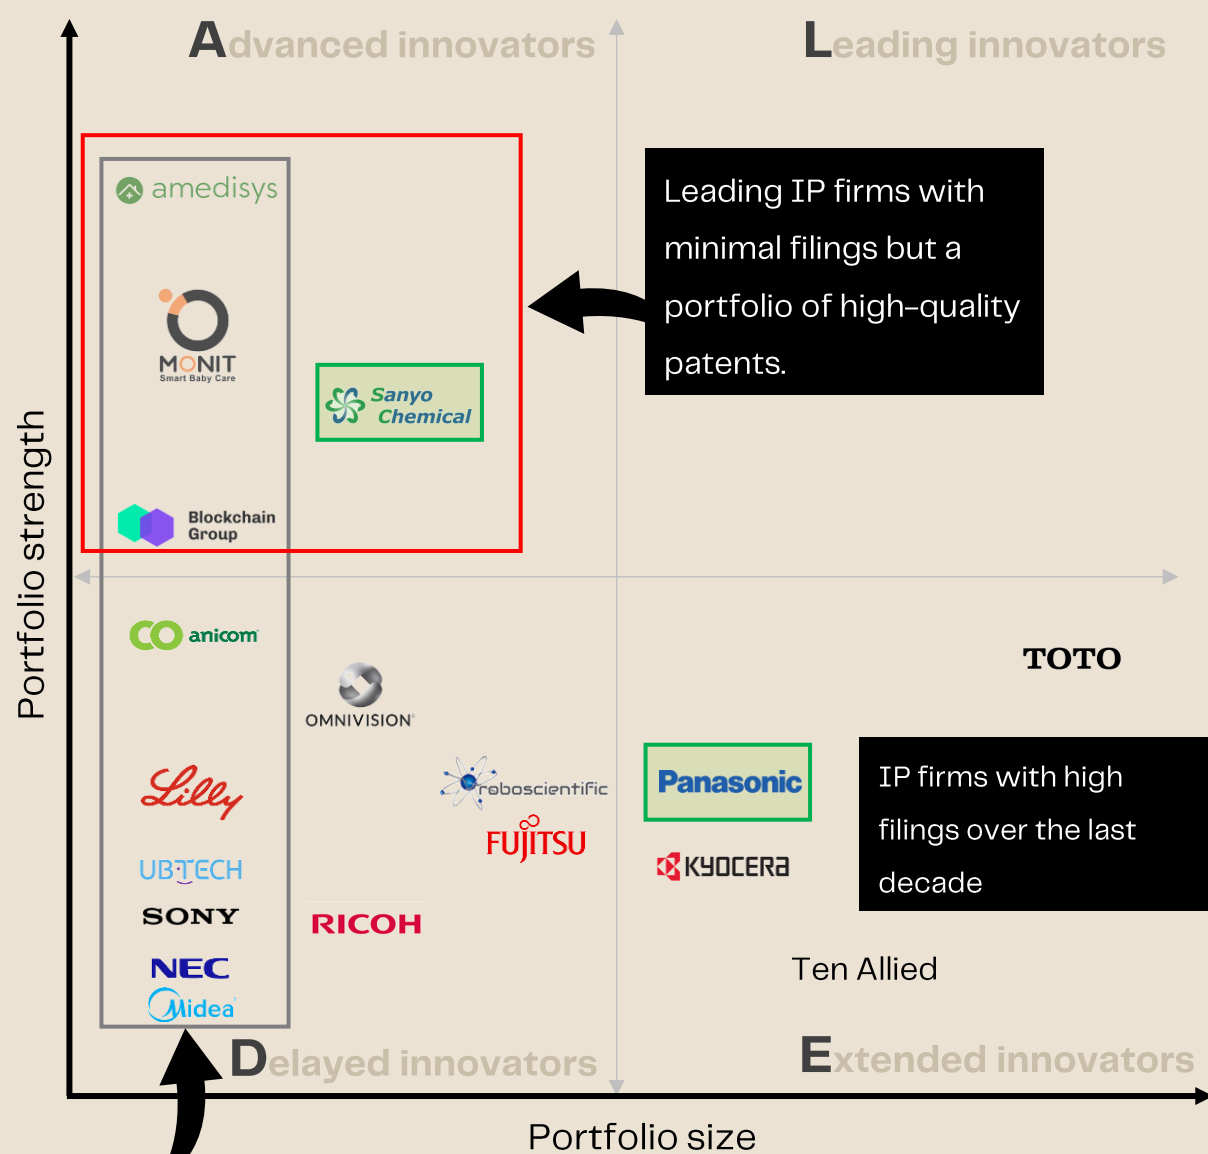 Advanced innovators
Leading innovators
amedisys
Leading IP firms with
minimal filings but a
portfolio of high-quality
patents.
MONIT
Smart Baby Care
Sanyo
Chemical
Blockchain
Group
Portfolio strength
anicom
TOTO
OMNIVISION
Lilly
roboscientific
Panasonic
IP firms with high
filings over the last
decade
FUJITSU
UBTECH
KYOCERA
SONY
RICOH
NEC
Ten Allied
Midea
Delayed innovators
Extended innovators
Portfolio size